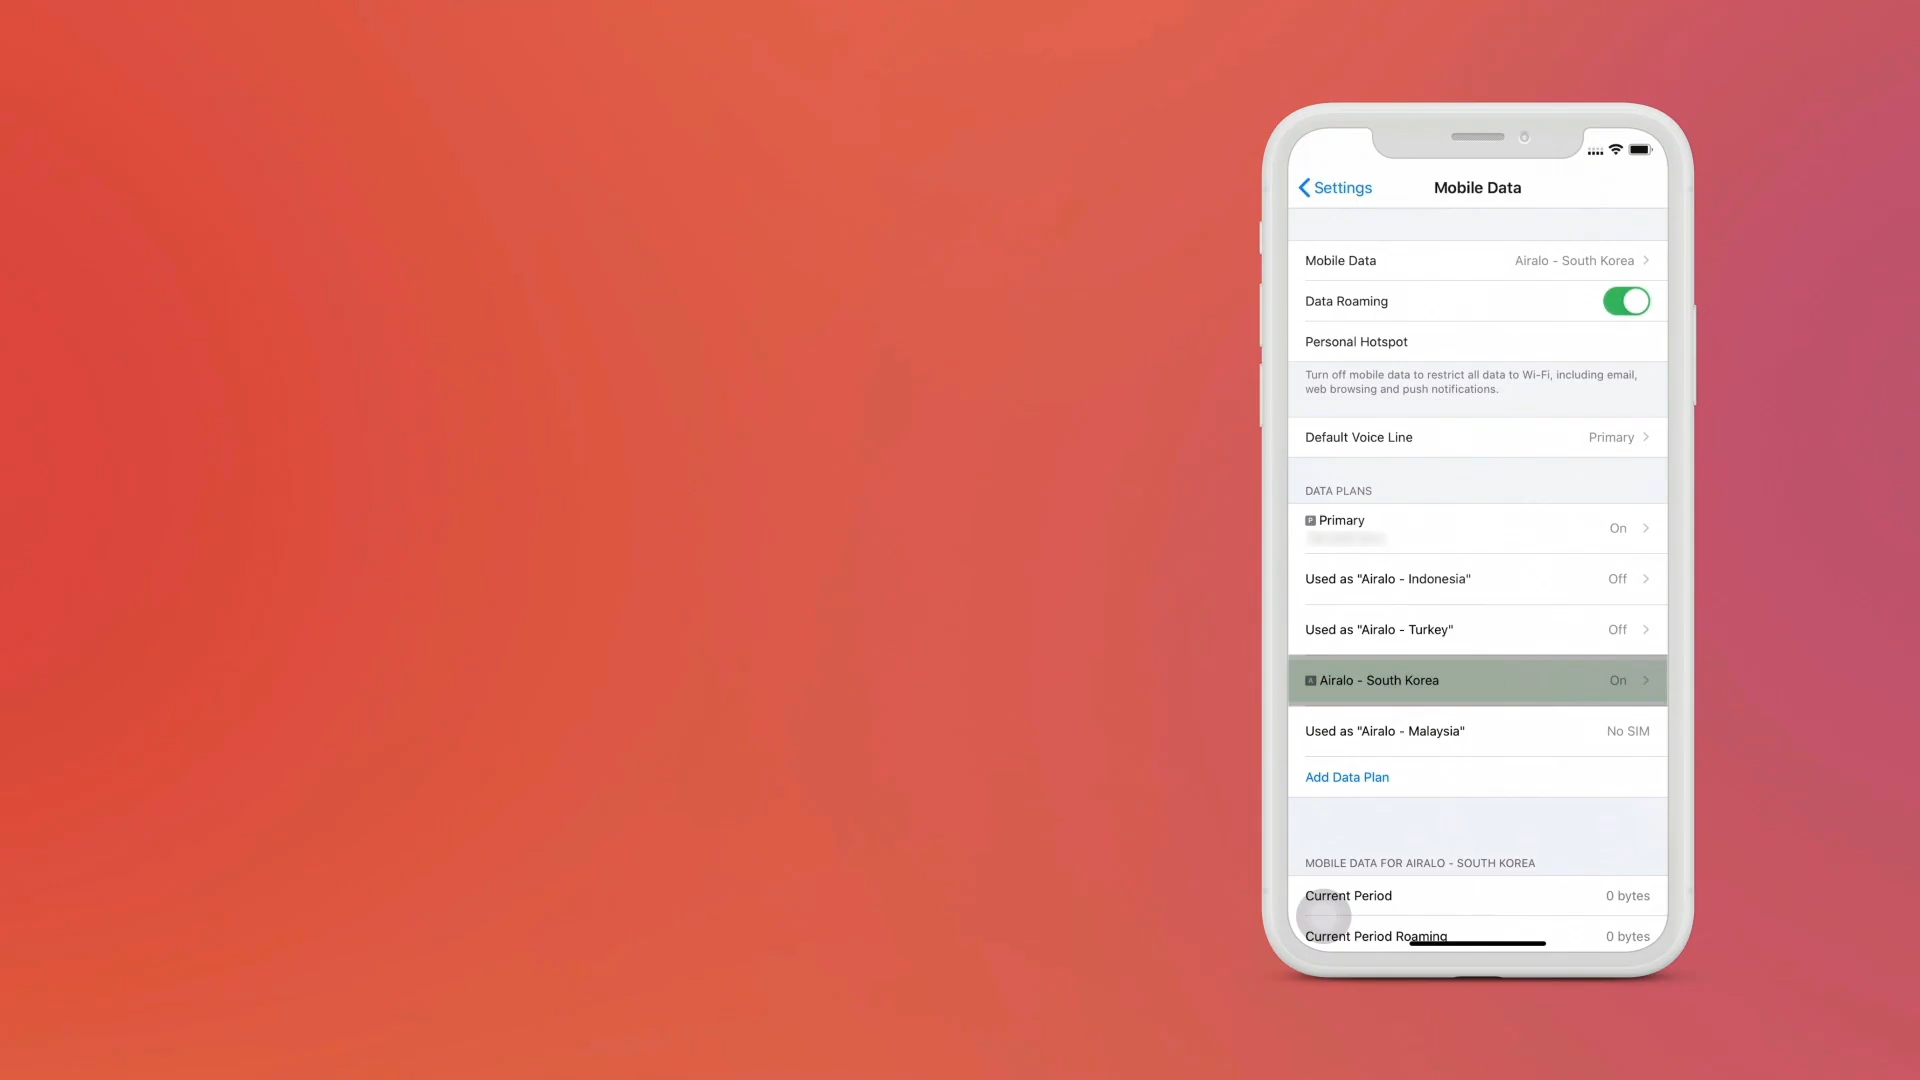 Settings
Mobile Data
Mobile Data
Airalo - South Korea
Data Roaming
Personal Hotspot
Turn off mobile data to restrict all data to Wi-Fi, including email,
web browsing and push notifications.
Default Voice Line
Primary
DATA PLANS
P Primary
On
Used as "Airalo - Indonesia"
Off
Used as "Airalo - Turkey"
Off
A Airalo - South Korea
On
Used as "Airalo - Malaysia"
No SIM
Add Data Plan
MOBILE DATA FOR AIRALO - SOUTH KOREA
Current Period
0 bytes
Current Period Roaming
0 bytes